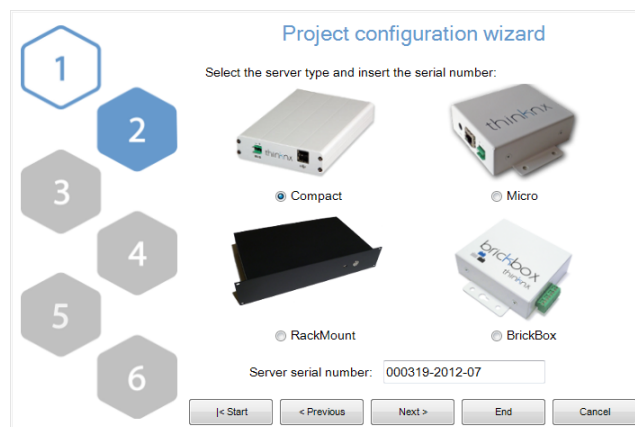 Project configuration wizard
1
Select the server type and insert the serial number:
2
thinknx
thinknx
3
Compact
Micro
4
brickbox
thinknx
5
RackMount
BrickBox
6
Server serial number: 000319-2012-07
|< Start
< Previous
Next >
End
Cancel